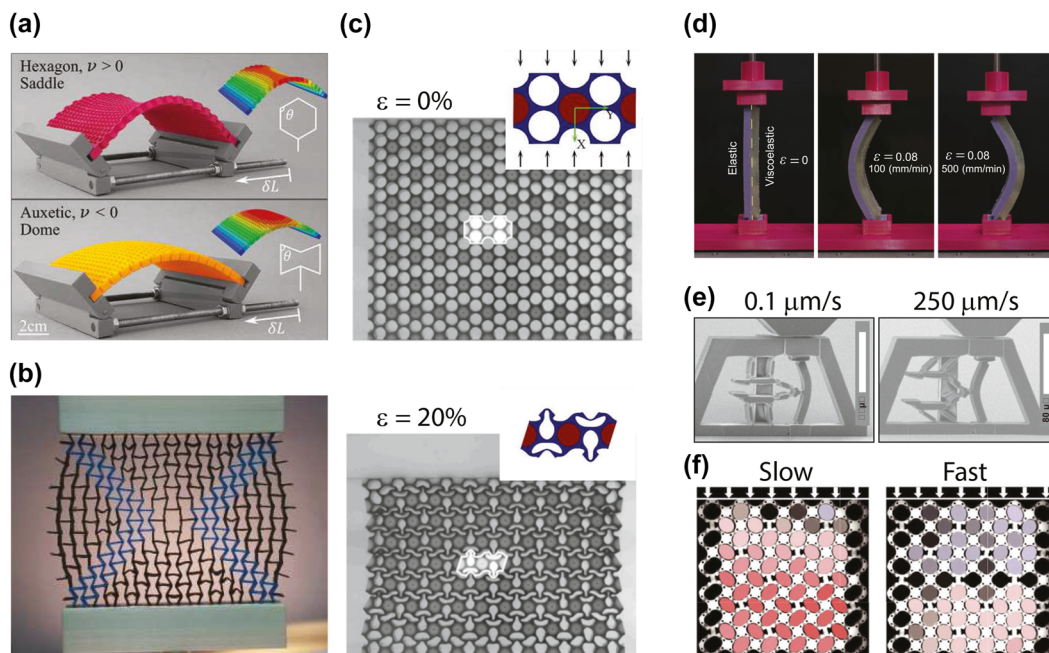 (a)
Hexagon, ν > 0
Saddle
θ
δL
Auxetic, ν < 0
Dome
θ
2cm
δL
(b)
(c)
ε = 0%
Y
X
ε = 20%
(d)
Elastic
Viscoelastic
ε = 0
ε = 0.08
100 (mm/min)
ε = 0.08
500 (mm/min)
(e)
0.1 μm/s
250 μm/s
80 μ
(f)
Slow
Fast